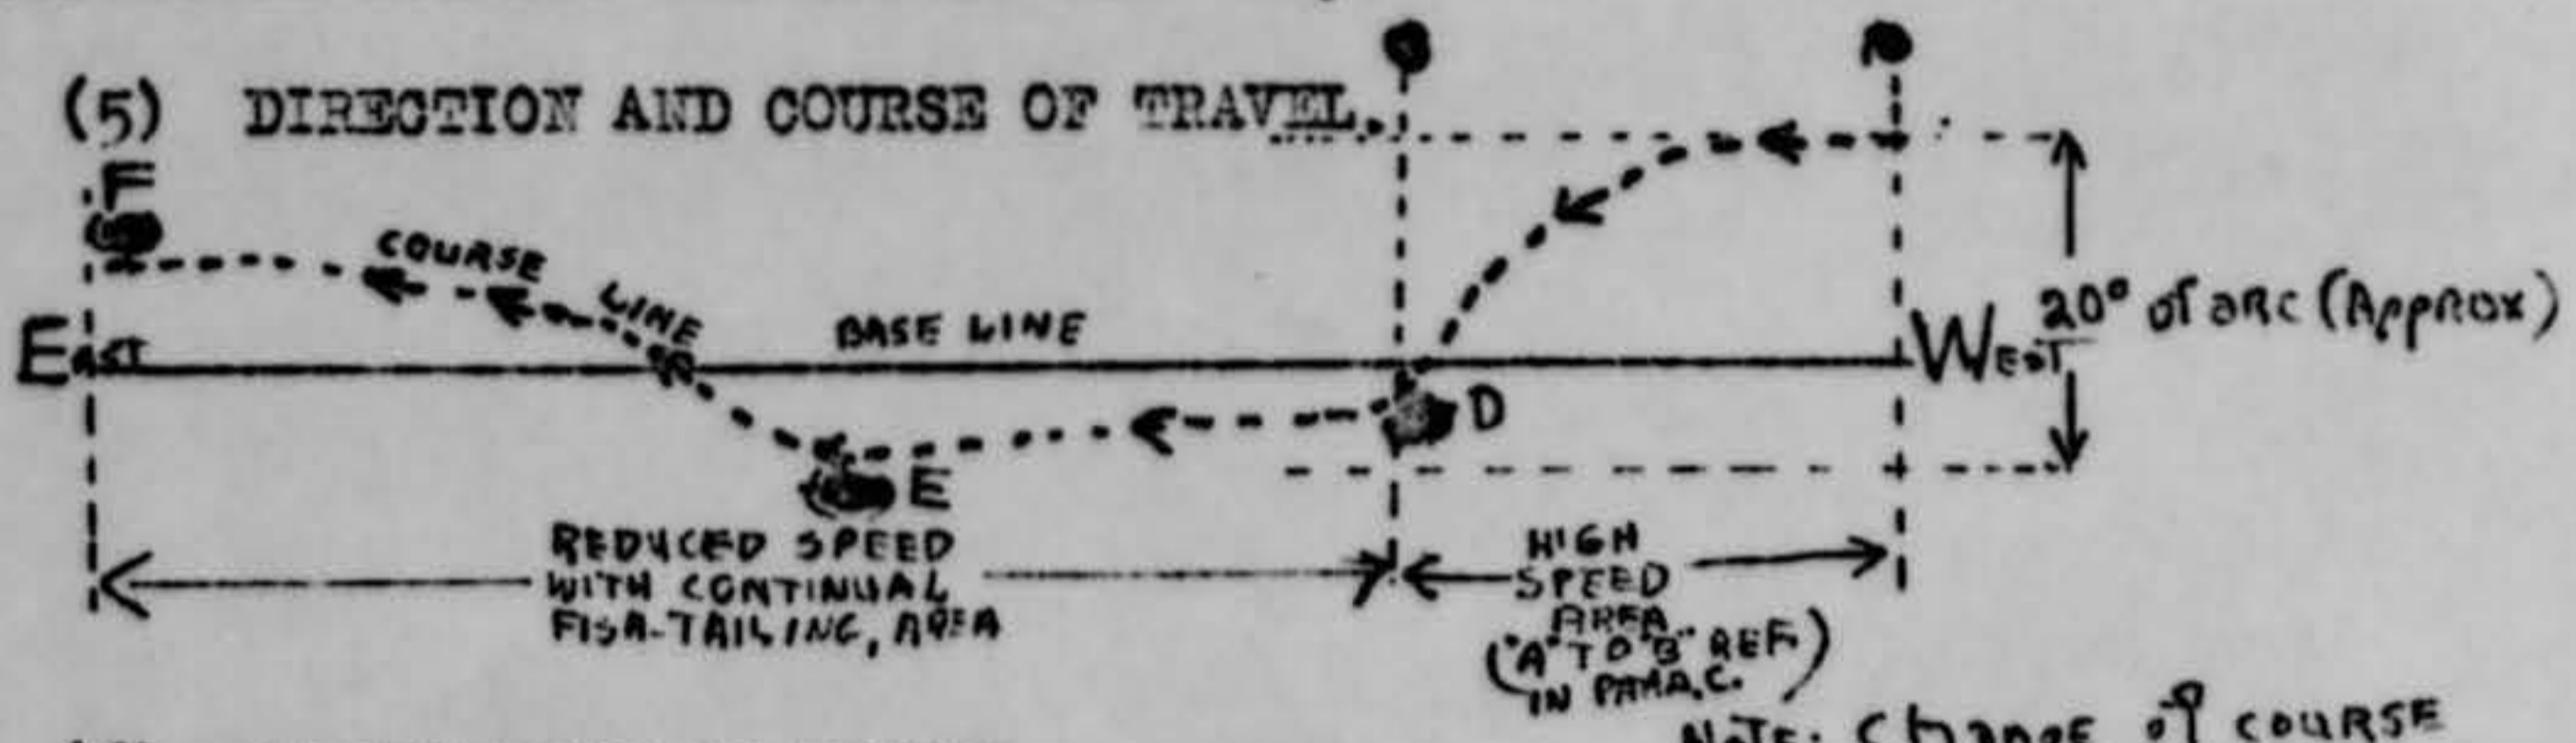 (5) DIRECTION AND COURSE OF TRAVEL.
F
COURSE
LINE
BASE LINE
EAST
WEST
20° of ARC (Approx)
D
E
REDUCED SPEED
WITH CONTINUAL
FISH-TAILING, AREA
HIGH
SPEED
AREA
("A" TO "B" REF.
IN PARA. C.)
NOTE: Change of COURSE